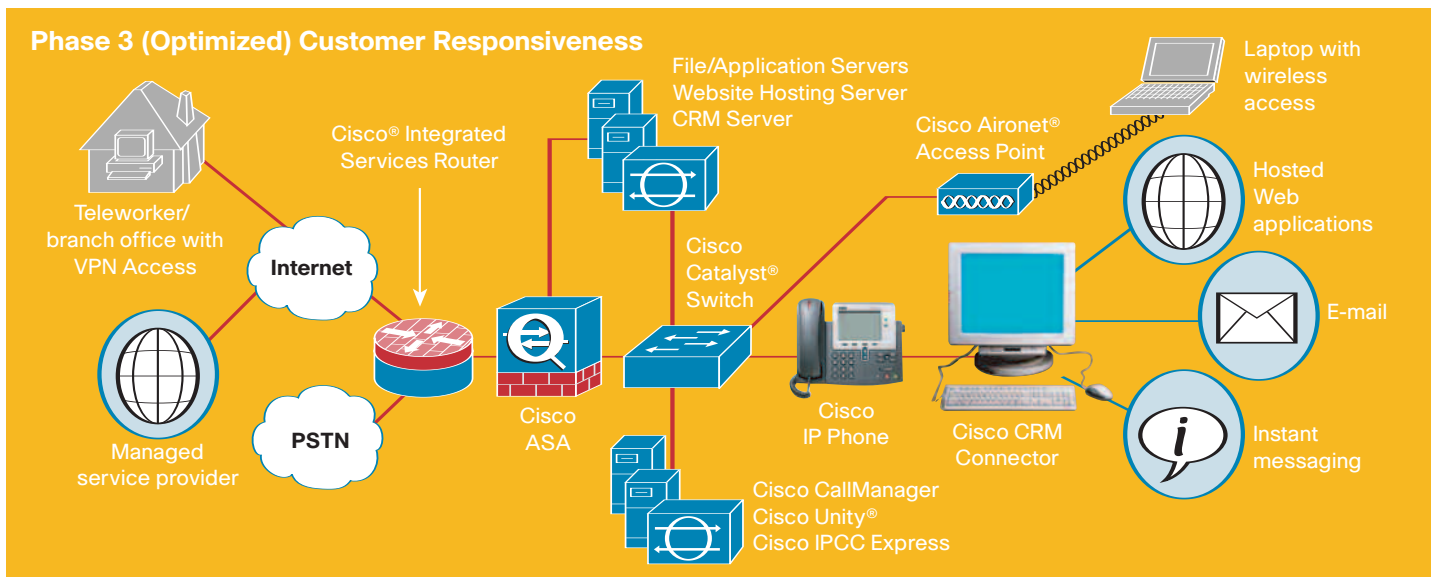 Phase 3 (Optimized) Customer Responsiveness
File/Application Servers
Website Hosting Server
CRM Server
Laptop with
wireless
access
Cisco® Integrated
Services Router
Cisco Aironet®
Access Point
Teleworker/
branch office with
VPN Access
Internet
Cisco
Catalyst®
Switch
Hosted
Web
applications
E-mail
Managed
service provider
PSTN
Cisco
ASA
Cisco
IP Phone
Cisco CRM
Connector
i
Instant
messaging
Cisco CallManager
Cisco Unity®
Cisco IPCC Express